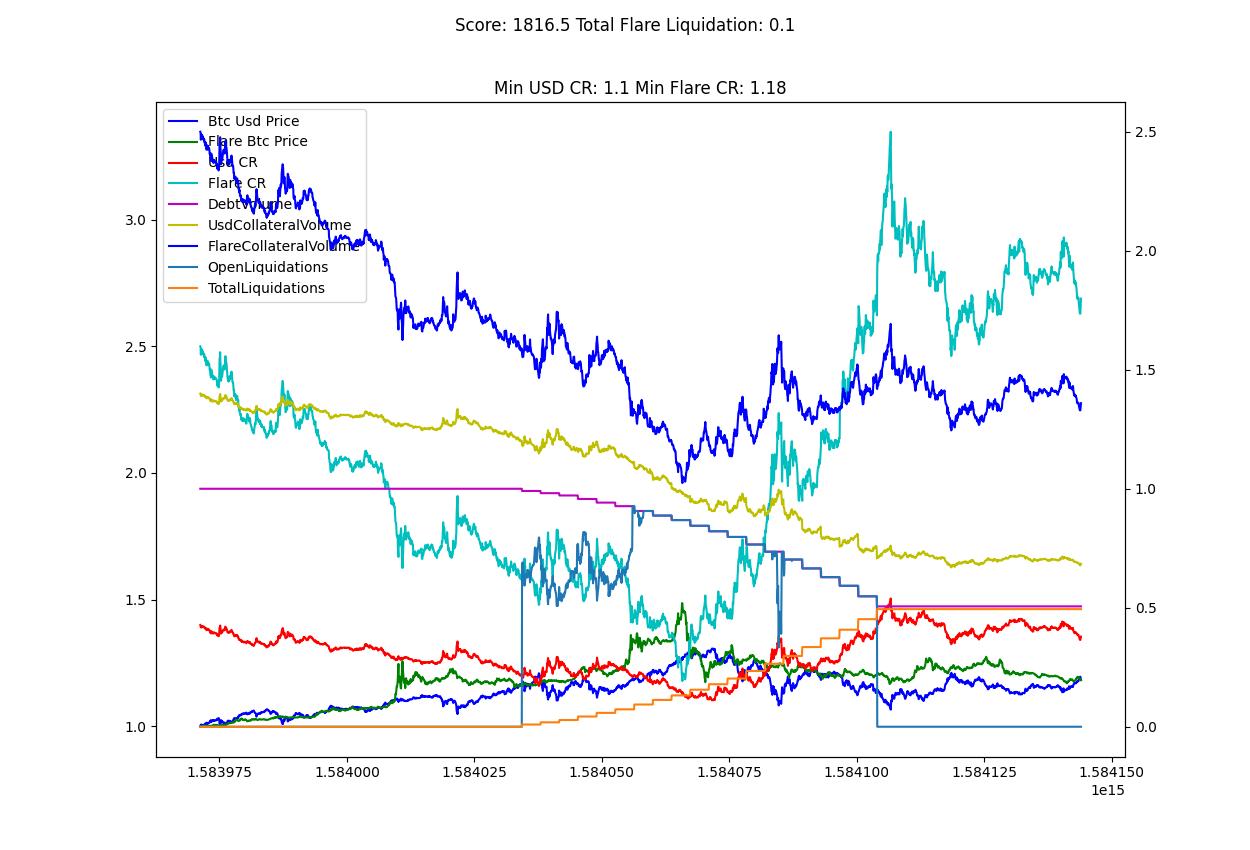 Score: 1816.5 Total Flare Liquidation: 0.1
Min USD CR: 1.1 Min Flare CR: 1.18
Btc Usd Price
Flare Btc Price
Usd CR
Flare CR
DebtVolume
UsdCollateralVolume
FlareCollateralVolume
OpenLiquidations
TotalLiquidations
3.0
2.5
2.0
1.5
1.0
2.5
2.0
1.5
1.0
0.5
0.0
1.583975
1.584000
1.584025
1.584050
1.584075
1.584100
1.584125
1.584150
1e15